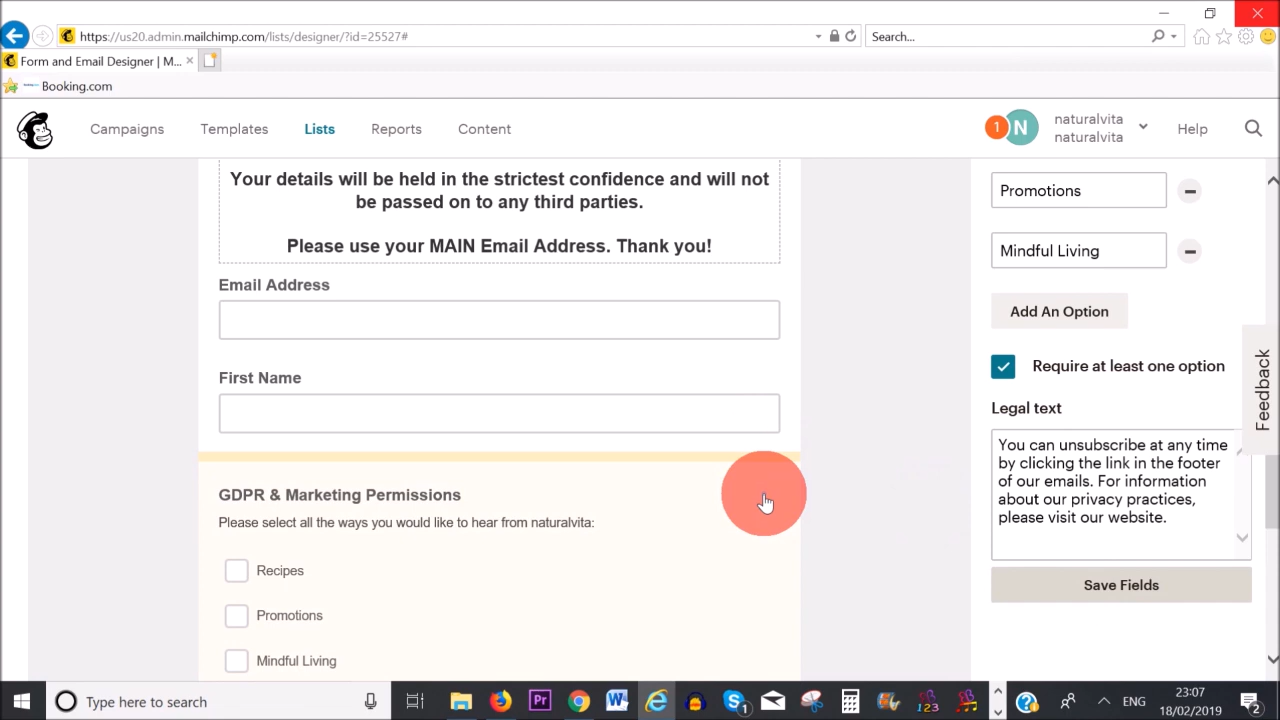 https://us20.admin.mailchimp.com/lists/designer/?id=25527#
Search...
Form and Email Designer | M...
Booking.com
Campaigns
Templates
Lists
Reports
Content
1
N
naturalvita
naturalvita
Help
Your details will be held in the strictest confidence and will not
be passed on to any third parties.
Please use your MAIN Email Address. Thank you!
Email Address
First Name
GDPR & Marketing Permissions
Please select all the ways you would like to hear from naturalvita:
Recipes
Promotions
Mindful Living
Promotions
Mindful Living
Add An Option
Require at least one option
Legal text
You can unsubscribe at any time
by clicking the link in the footer
of our emails. For information
about our privacy practices,
please visit our website.
Save Fields
Feedback
Type here to search
Pr
W
S
1
123
ENG
23:07
18/02/2019
2